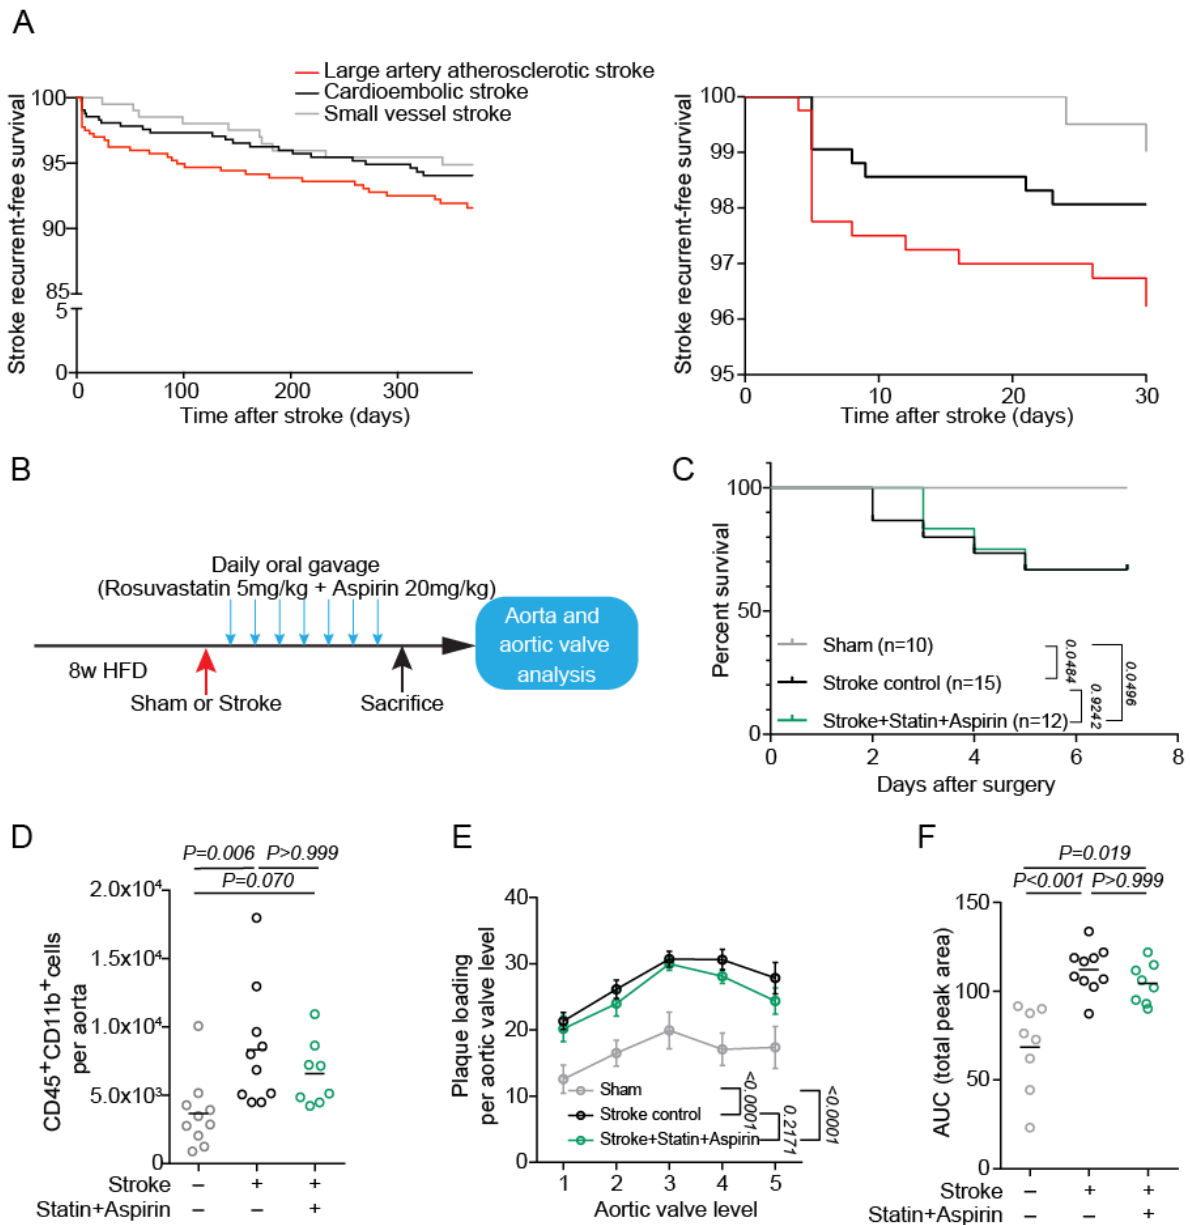 A
Large artery atherosclerotic stroke
Cardioembolic stroke
Small vessel stroke
Stroke recurrent-free survival
100
95
90
85
5
0
0 100 200 300
Time after stroke (days)
Stroke recurrent-free survival
100
99
98
97
96
95
0 10 20 30
Time after stroke (days)
B
Daily oral gavage
(Rosuvastatin 5mg/kg + Aspirin 20mg/kg)
8w HFD
Sham or Stroke
Sacrifice
Aorta and
aortic valve
analysis
C
Percent survival
100
50
0
Sham (n=10)
Stroke control (n=15)
Stroke+Statin+Aspirin (n=12)
0.0484
0.9242
0.0496
0 2 4 6 8
Days after surgery
D
P=0.006 P>0.999
P=0.070
CD45⁺CD11b⁺cells
per aorta
2.0x10⁴
1.5x10⁴
1.0x10⁴
5.0x10³
0
Stroke – + +
Statin+Aspirin +
E
Plaque loading
per aortic valve level
40
30
20
10
0
Sham
Stroke control
Stroke+Statin+Aspirin
<0.0001
0.2171
<0.0001
1 2 3 4 5
Aortic valve level
F
P=0.019
P<0.001 P>0.999
AUC (total peak area)
150
100
50
0
Stroke – + +
Statin+Aspirin +